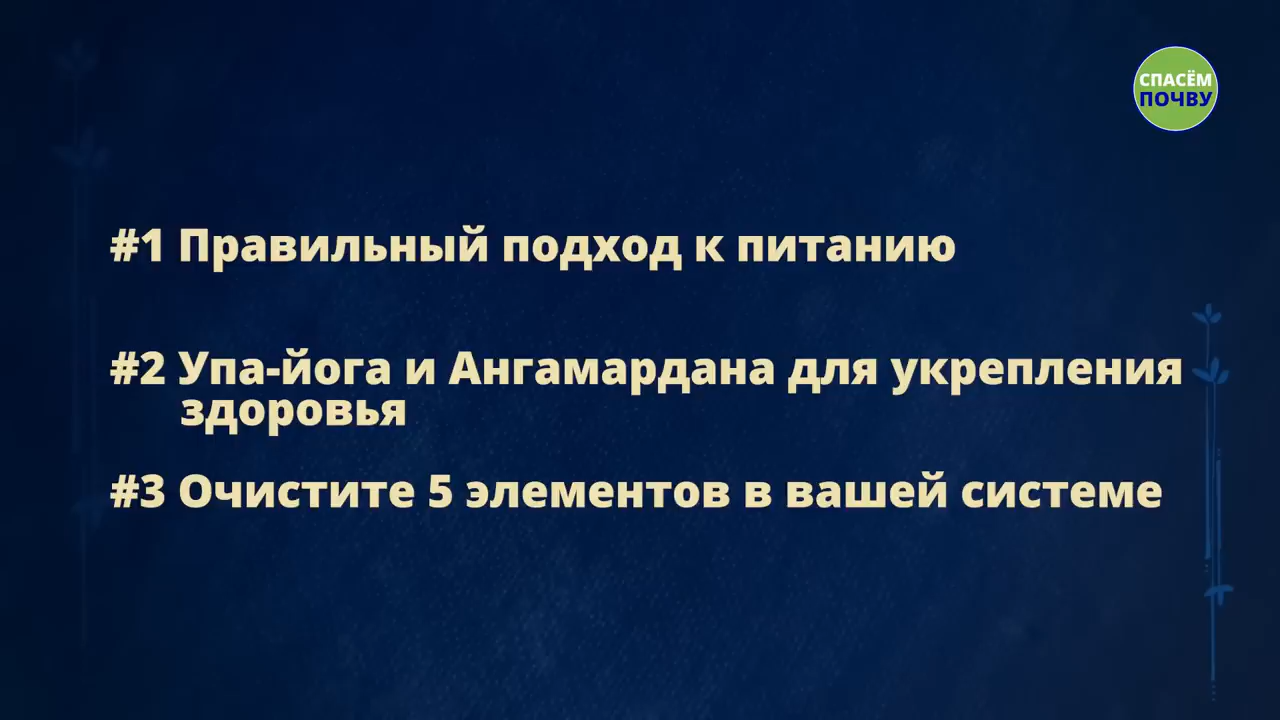 СПАСЁМ
ПОЧВУ
#1 Правильный подход к питанию
#2 Упа-йога и Ангамардана для укрепления
здоровья
#3 Очистите 5 элементов в вашей системе